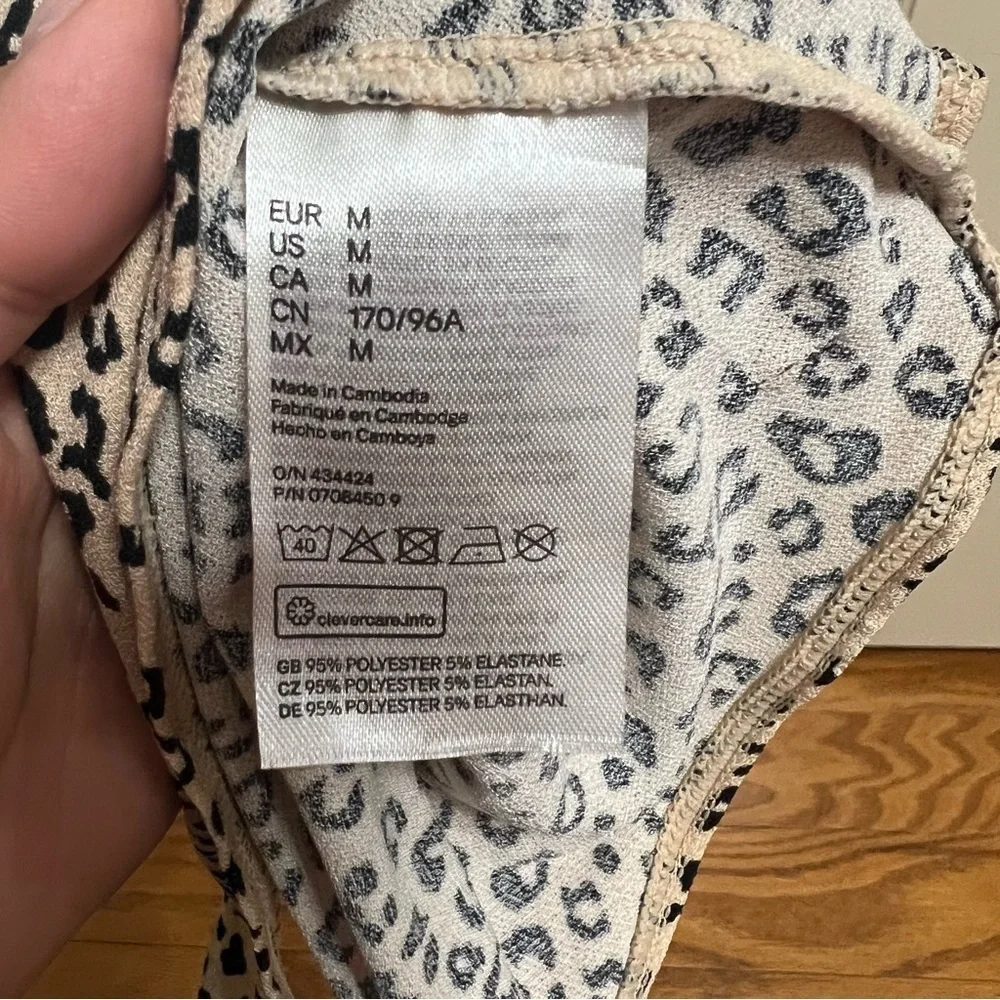 EUR M
US M
CA M
CN 170/96A
MX M
Made in Cambodia
Fabriqué en Cambodge
Hecho en Camboya
O/N 434424
P/N 0708450 9
40
clevercare.info
GB 95% POLYESTER 5% ELASTANE.
CZ 95% POLYESTER 5% ELASTAN.
DE 95% POLYESTER 5% ELASTHAN.